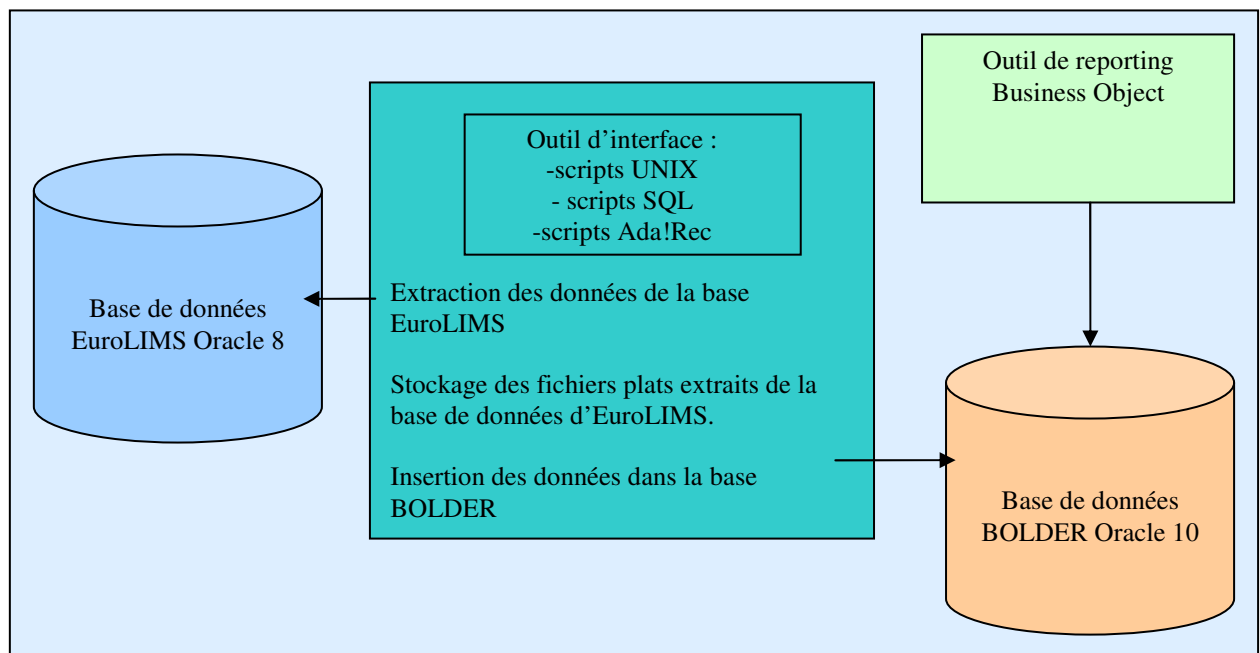 Outil de reporting
Business Object
Outil d'interface :
-scripts UNIX
- scripts SQL
-scripts Ada!Rec
Base de données
EuroLIMS Oracle 8
Extraction des données de la base
EuroLIMS
Stockage des fichiers plats extraits de la
base de données d'EuroLIMS.
Insertion des données dans la base
BOLDER
Base de données
BOLDER Oracle 10